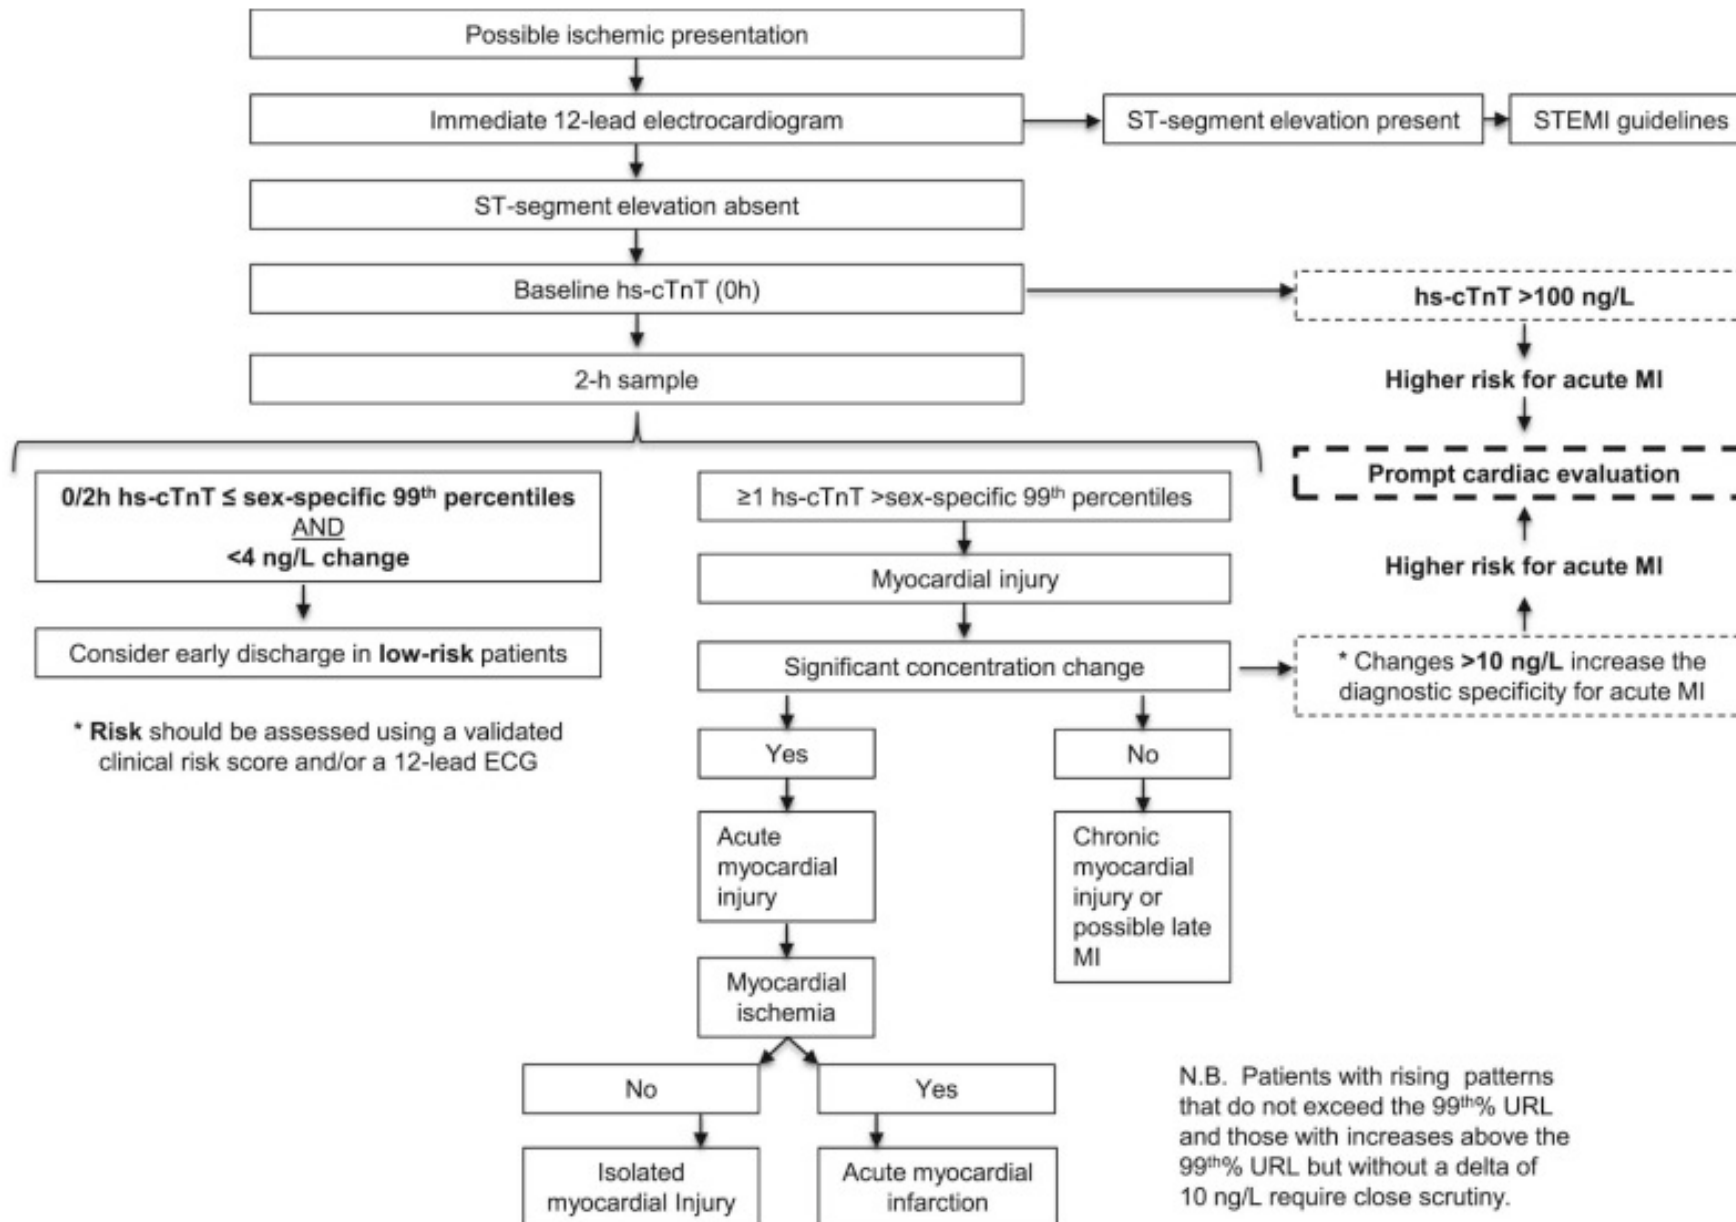 Possible ischemic presentation
Immediate 12-lead electrocardiogram
ST-segment elevation present
STEMI guidelines
ST-segment elevation absent
Baseline hs-cTnT (0h)
hs-cTnT >100 ng/L
2-h sample
Higher risk for acute MI
Prompt cardiac evaluation
0/2h hs-cTnT ≤ sex-specific 99th percentiles
AND
<4 ng/L change
≥1 hs-cTnT >sex-specific 99th percentiles
Myocardial injury
Higher risk for acute MI
Consider early discharge in low-risk patients
Significant concentration change
* Changes >10 ng/L increase the
diagnostic specificity for acute MI
* Risk should be assessed using a validated
clinical risk score and/or a 12-lead ECG
Yes
No
Acute
myocardial
injury
Chronic
myocardial
injury or
possible late
MI
Myocardial
ischemia
No
Yes
Isolated
myocardial Injury
Acute myocardial
infarction
N.B. Patients with rising patterns
that do not exceed the 99th% URL
and those with increases above the
99th% URL but without a delta of
10 ng/L require close scrutiny.